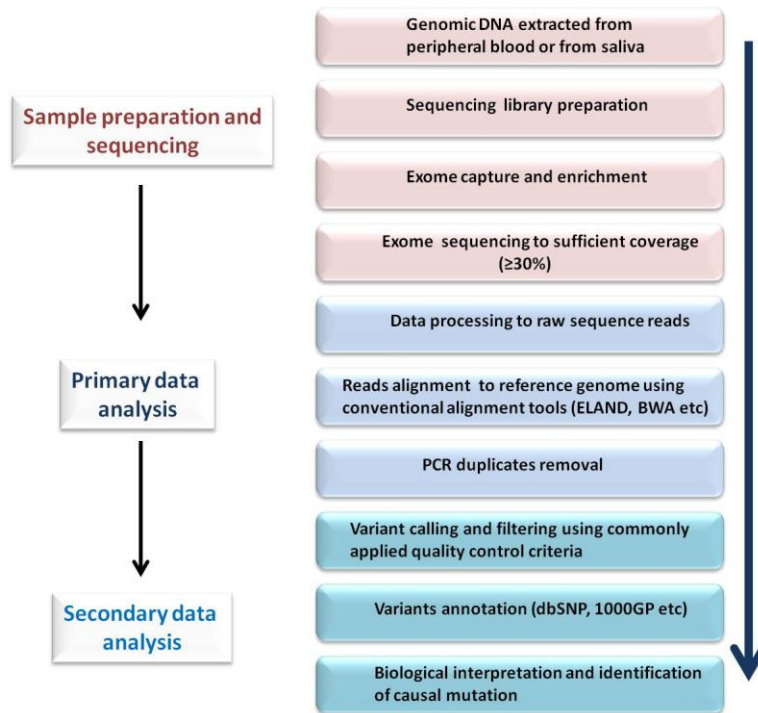 Genomic DNA extracted from
peripheral blood or from saliva
Sequencing library preparation
Sample preparation and
sequencing
Exome capture and enrichment
Exome sequencing to sufficient coverage
(≥30%)
Data processing to raw sequence reads
Primary data
analysis
Reads alignment to reference genome using
conventional alignment tools (ELAND, BWA etc)
PCR duplicates removal
Variant calling and filtering using commonly
applied quality control criteria
Secondary data
analysis
Variants annotation (dbSNP, 1000GP etc)
Biological interpretation and identification
of causal mutation